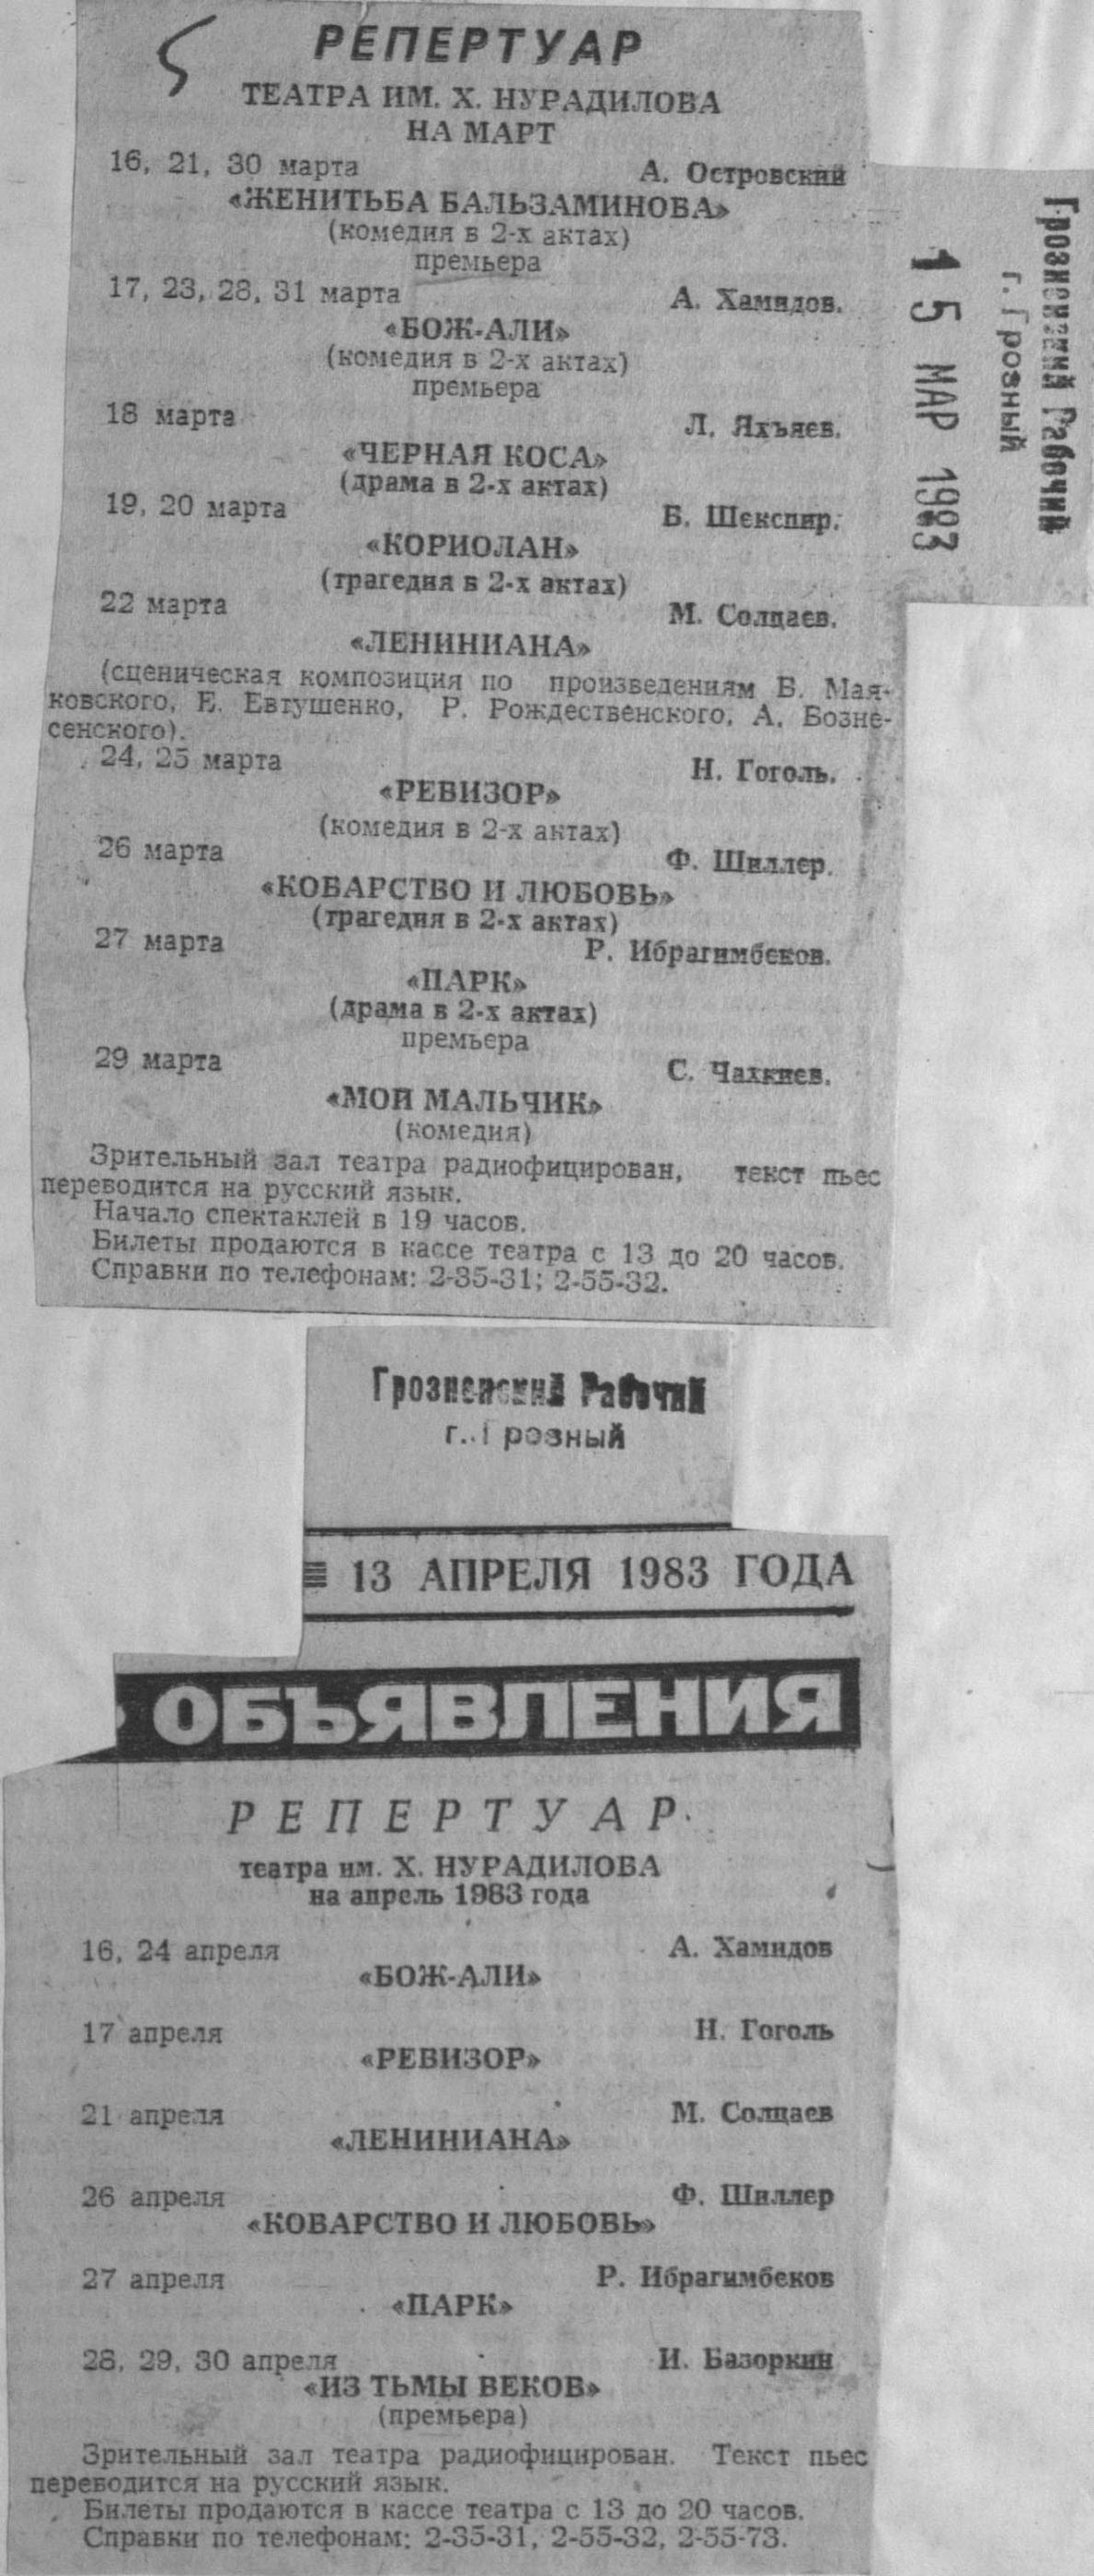 РЕПЕРТУАР
ТЕАТРА ИМ. Х. НУРАДИЛОВА
НА МАРТ
16, 21, 30 марта А. Островский
«ЖЕНИТЬБА БАЛЬЗАМИНОВА»
(комедия в 2-х актах)
премьера
17, 23, 28, 31 марта А. Хамидов.
«БОЖ-АЛИ»
(комедия в 2-х актах)
премьера
18 марта Л. Яхъяев.
«ЧЕРНАЯ КОСА»
(драма в 2-х актах)
19, 20 марта В. Шекспир.
«КОРИОЛАН»
(трагедия в 2-х актах)
22 марта М. Солцаев.
«ЛЕНИНИАНА»
(сценическая композиция по произведениям В. Мая-
ковского, Е. Евтушенко, Р. Рождественского, А. Возне-
сенского).
24, 25 марта Н. Гоголь.
«РЕВИЗОР»
(комедия в 2-х актах)
26 марта Ф. Шиллер.
«КОВАРСТВО И ЛЮБОВЬ»
(трагедия в 2-х актах)
27 марта Р. Ибрагимбеков.
«ПАРК»
(драма в 2-х актах)
премьера
29 марта С. Чахкиев.
«МОЙ МАЛЬЧИК»
(комедия)
Зрительный зал театра радиофицирован, текст пьес
переводится на русский язык.
Начало спектаклей в 19 часов.
Билеты продаются в кассе театра с 13 до 20 часов.
Справки по телефонам: 2-35-31; 2-55-32.
Грозненский Рабочий
г. Грозный
15 МАР 1983
Грозненский Рабочий
г. Грозный
13 АПРЕЛЯ 1983 ГОДА
ОБЪЯВЛЕНИЯ
РЕПЕРТУАР
театра им. Х. НУРАДИЛОВА
на апрель 1983 года
16, 24 апреля А. Хамидов
«БОЖ-АЛИ»
17 апреля Н. Гоголь
«РЕВИЗОР»
21 апреля М. Солцаев
«ЛЕНИНИАНА»
26 апреля Ф. Шиллер
«КОВАРСТВО И ЛЮБОВЬ»
27 апреля Р. Ибрагимбеков
«ПАРК»
28, 29, 30 апреля И. Базоркин
«ИЗ ТЬМЫ ВЕКОВ»
(премьера)
Зрительный зал театра радиофицирован. Текст пьес
переводится на русский язык.
Билеты продаются в кассе театра с 13 до 20 часов.
Справки по телефонам: 2-35-31, 2-55-32, 2-55-73.